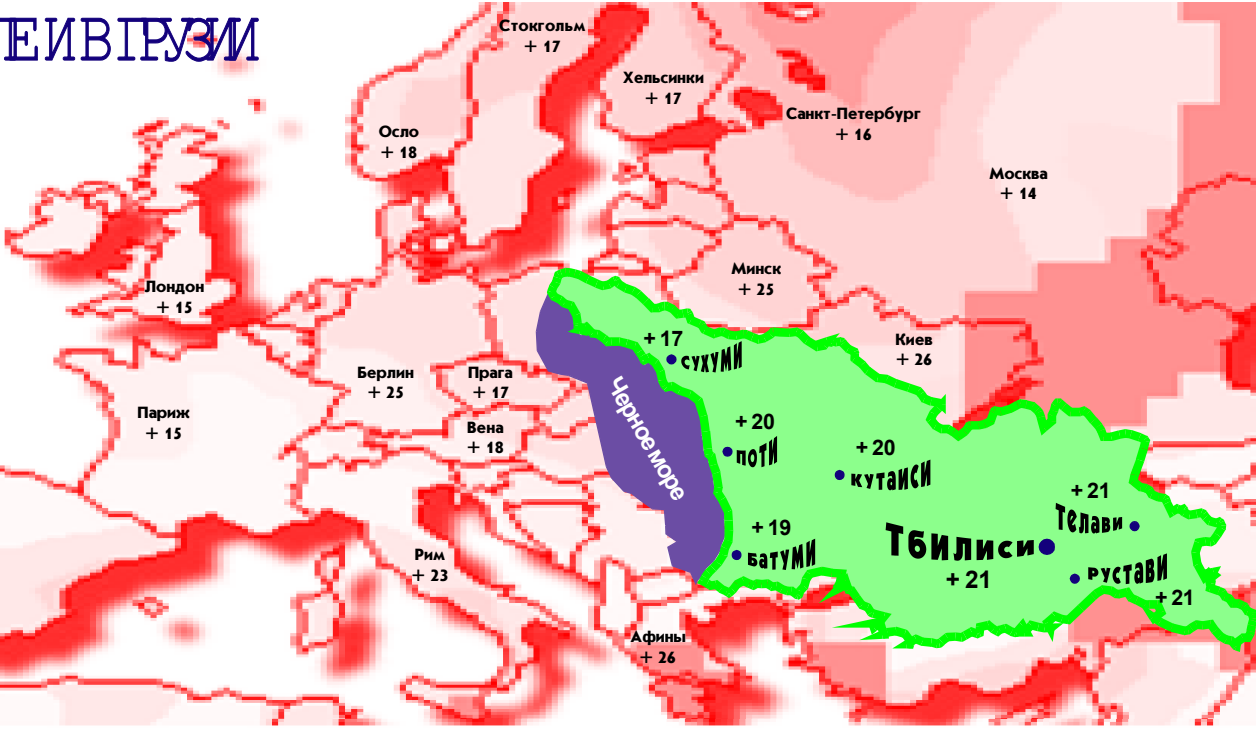 Е И В ГРУЗИИ
Стокгольм
+ 17
Хельсинки
+ 17
Санкт-Петербург
+ 16
Осло
+ 18
Москва
+ 14
Минск
+ 25
Лондон
+ 15
Киев
+ 26
+ 17
СУХУМИ
Берлин
+ 25
Прага
+ 17
Париж
+ 15
Вена
+ 18
Черное море
+ 20
ПОТИ
+ 20
КУТАИСИ
+ 21
Телави
+ 19
БАТУМИ
Тбилиси
+ 21
РУСТАВИ
+ 21
Рим
+ 23
Афины
+ 26